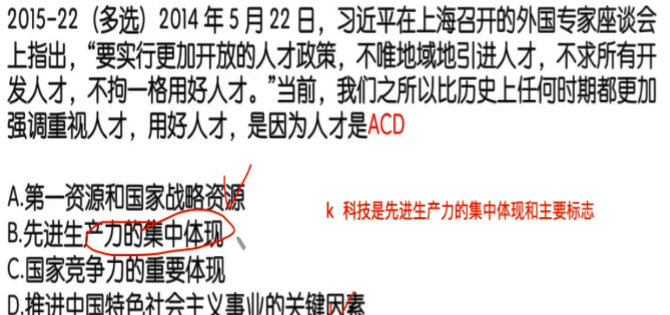 2015-22（多选）2014年5月22日，习近平在上海召开的外国专家座谈会
上指出，“要实行更加开放的人才政策，不唯地域地引进人才，不求所有开
发人才，不拘一格用好人才。”当前，我们之所以比历史上任何时期都更加
强调重视人才，用好人才，是因为人才是ACD
A.第一资源和国家战略资源
k 科技是先进生产力的集中体现和主要标志
B.先进生产力的集中体现
C.国家竞争力的重要体现
D.推进中国特色社会主义事业的关键因素